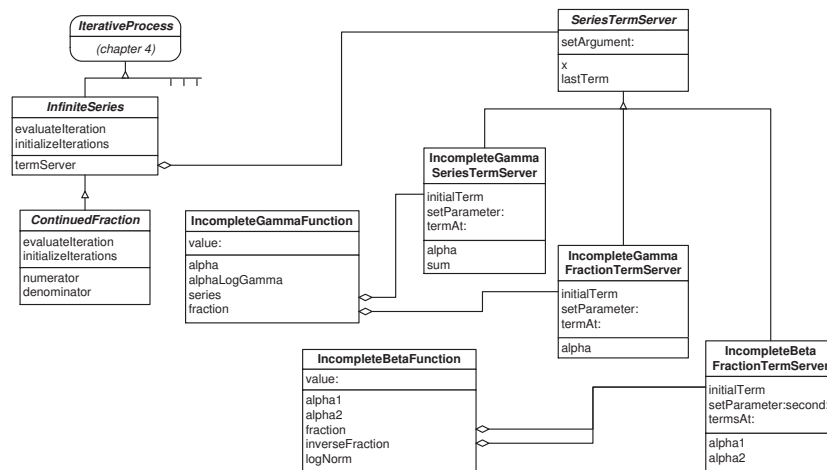 IterativeProcess
(chapter 4)
SeriesTermServer
setArgument:
x
lastTerm
InfiniteSeries
evaluateIteration
initializeIterations
termServer
IncompleteGamma
SeriesTermServer
initialTerm
setParameter:
termAt:
alpha
sum
ContinuedFraction
evaluateIteration
initializeIterations
numerator
denominator
IncompleteGammaFunction
value:
alpha
alphaLogGamma
series
fraction
IncompleteGamma
FractionTermServer
initialTerm
setParameter:
termAt:
alpha
IncompleteBetaFunction
value:
alpha1
alpha2
fraction
inverseFraction
logNorm
IncompleteBeta
FractionTermServer
initialTerm
setParameter:second:
termsAt:
alpha1
alpha2